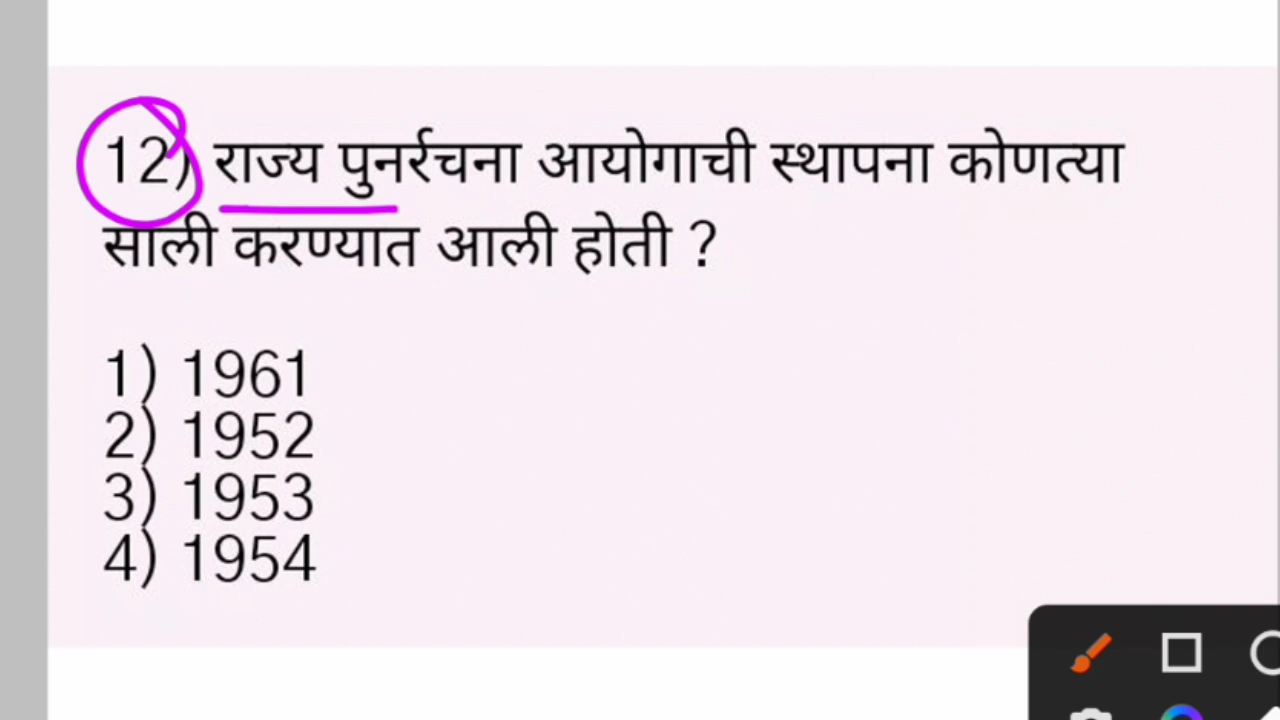 12) राज्य पुनर्रचना आयोगाची स्थापना कोणत्या
साली करण्यात आली होती ?
1) 1961
2) 1952
3) 1953
4) 1954